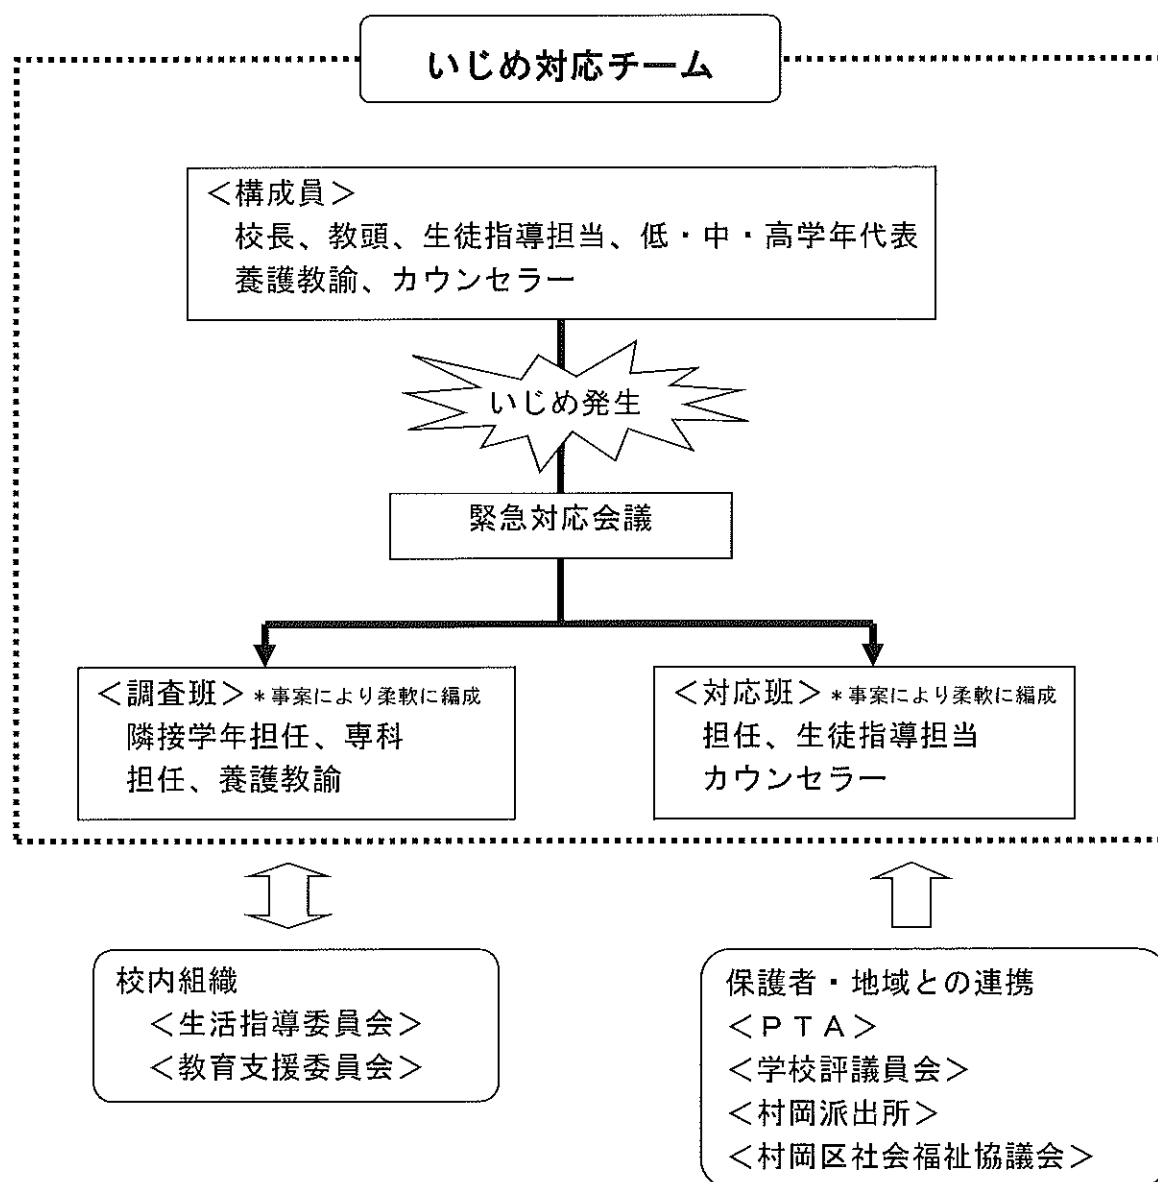 いじめ対応チーム
＜構成員＞
校長、教頭、生徒指導担当、低・中・高学年代表
養護教諭、カウンセラー
いじめ発生
緊急対応会議
＜調査班＞＊事案により柔軟に編成
隣接学年担任、専科
担任、養護教諭
＜対応班＞＊事案により柔軟に編成
担任、生徒指導担当
カウンセラー
校内組織
＜生活指導委員会＞
＜教育支援委員会＞
保護者・地域との連携
＜ＰＴＡ＞
＜学校評議員会＞
＜村岡派出所＞
＜村岡区社会福祉協議会＞